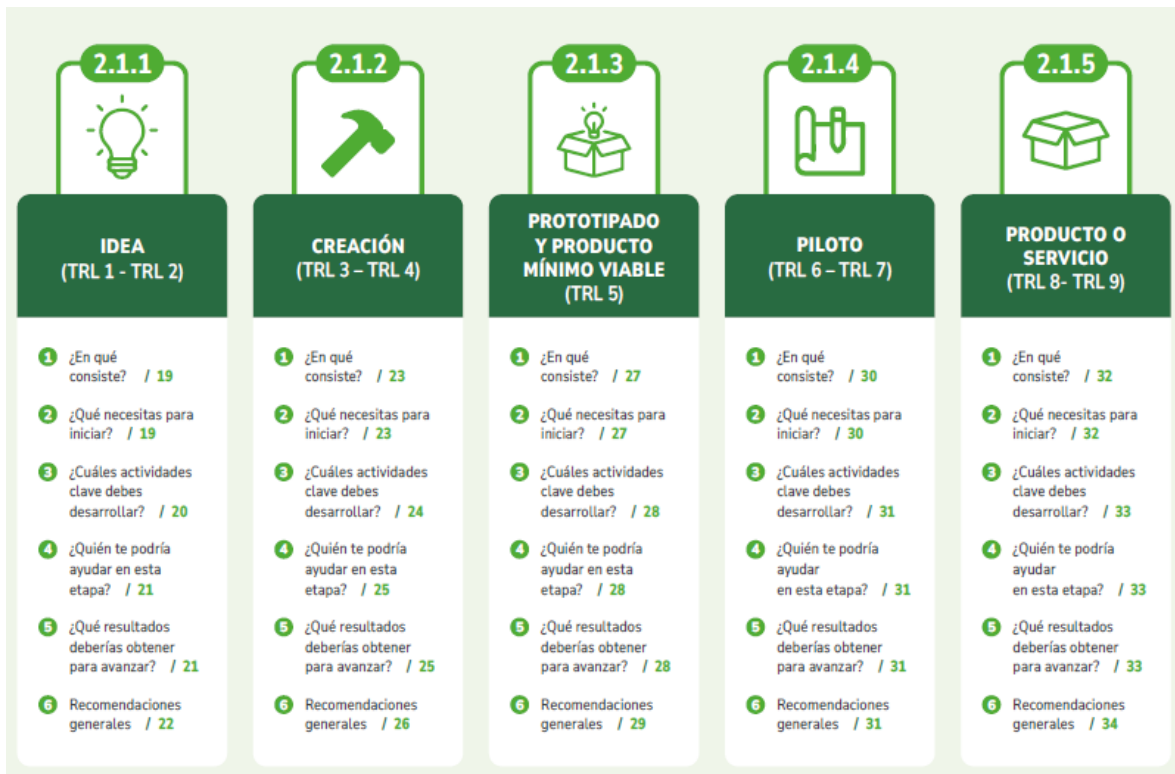 2.1.1
IDEA
(TRL 1 - TRL 2)
1 ¿En qué
consiste? / 19
2 ¿Qué necesitas para
iniciar? / 19
3 ¿Cuáles actividades
clave debes
desarrollar? / 20
4 ¿Quién te podría
ayudar en esta
etapa? / 21
5 ¿Qué resultados
deberías obtener
para avanzar? / 21
6 Recomendaciones
generales / 22
2.1.2
CREACIÓN
(TRL 3 – TRL 4)
1 ¿En qué
consiste? / 23
2 ¿Qué necesitas para
iniciar? / 23
3 ¿Cuáles actividades
clave debes
desarrollar? / 24
4 ¿Quién te podría
ayudar en esta
etapa? / 25
5 ¿Qué resultados
deberías obtener
para avanzar? / 25
6 Recomendaciones
generales / 26
2.1.3
PROTOTIPADO
Y PRODUCTO
MÍNIMO VIABLE
(TRL 5)
1 ¿En qué
consiste? / 27
2 ¿Qué necesitas para
iniciar? / 27
3 ¿Cuáles actividades
clave debes
desarrollar? / 28
4 ¿Quién te podría
ayudar en esta
etapa? / 28
5 ¿Qué resultados
deberías obtener
para avanzar? / 28
6 Recomendaciones
generales / 29
2.1.4
PILOTO
(TRL 6 – TRL 7)
1 ¿En qué
consiste? / 30
2 ¿Qué necesitas para
iniciar? / 30
3 ¿Cuáles actividades
clave debes
desarrollar? / 31
4 ¿Quién te podría
ayudar
en esta etapa? / 31
5 ¿Qué resultados
deberías obtener
para avanzar? / 31
6 Recomendaciones
generales / 31
2.1.5
PRODUCTO O
SERVICIO
(TRL 8- TRL 9)
1 ¿En qué
consiste? / 32
2 ¿Qué necesitas para
iniciar? / 32
3 ¿Cuáles actividades
clave debes
desarrollar? / 33
4 ¿Quién te podría
ayudar
en esta etapa? / 33
5 ¿Qué resultados
deberías obtener
para avanzar? / 33
6 Recomendaciones
generales / 34